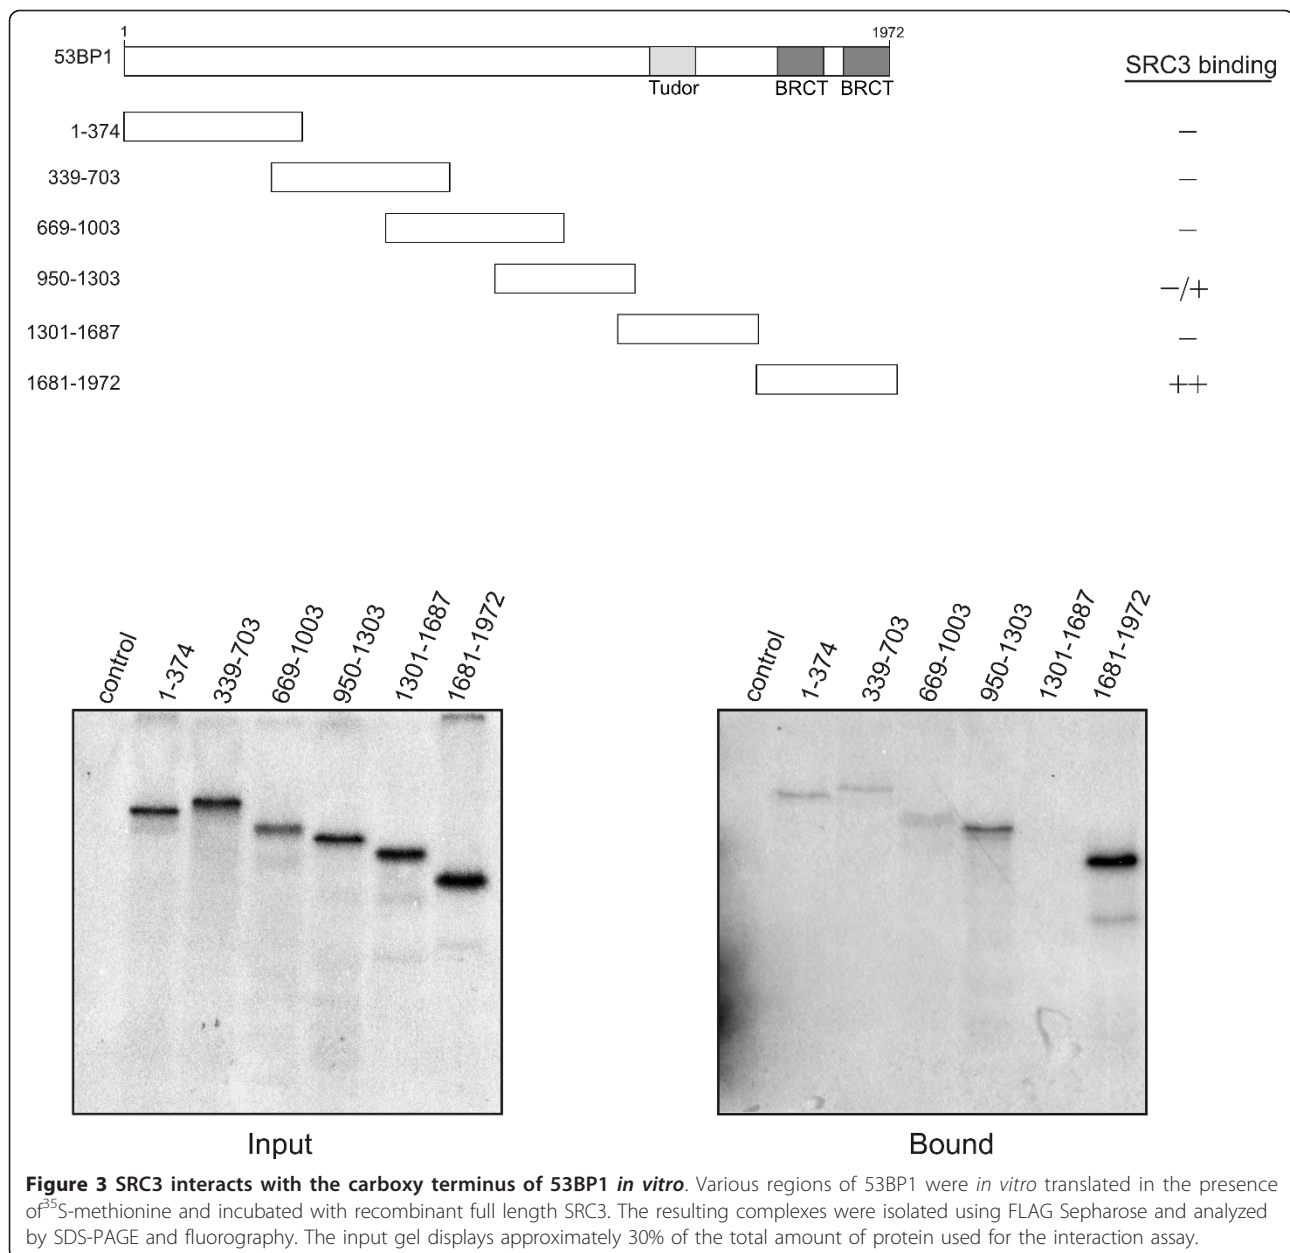 1 1972
53BP1
Tudor BRCT BRCT
SRC3 binding
1-374 —
339-703 —
669-1003 —
950-1303 —/+
1301-1687 —
1681-1972 ++
control 1-374 339-703 669-1003 950-1303 1301-1687 1681-1972
control 1-374 339-703 669-1003 950-1303 1301-1687 1681-1972
Input Bound
Figure 3 SRC3 interacts with the carboxy terminus of 53BP1 in vitro. Various regions of 53BP1 were in vitro translated in the presence
of³⁵S-methionine and incubated with recombinant full length SRC3. The resulting complexes were isolated using FLAG Sepharose and analyzed
by SDS-PAGE and fluorography. The input gel displays approximately 30% of the total amount of protein used for the interaction assay.